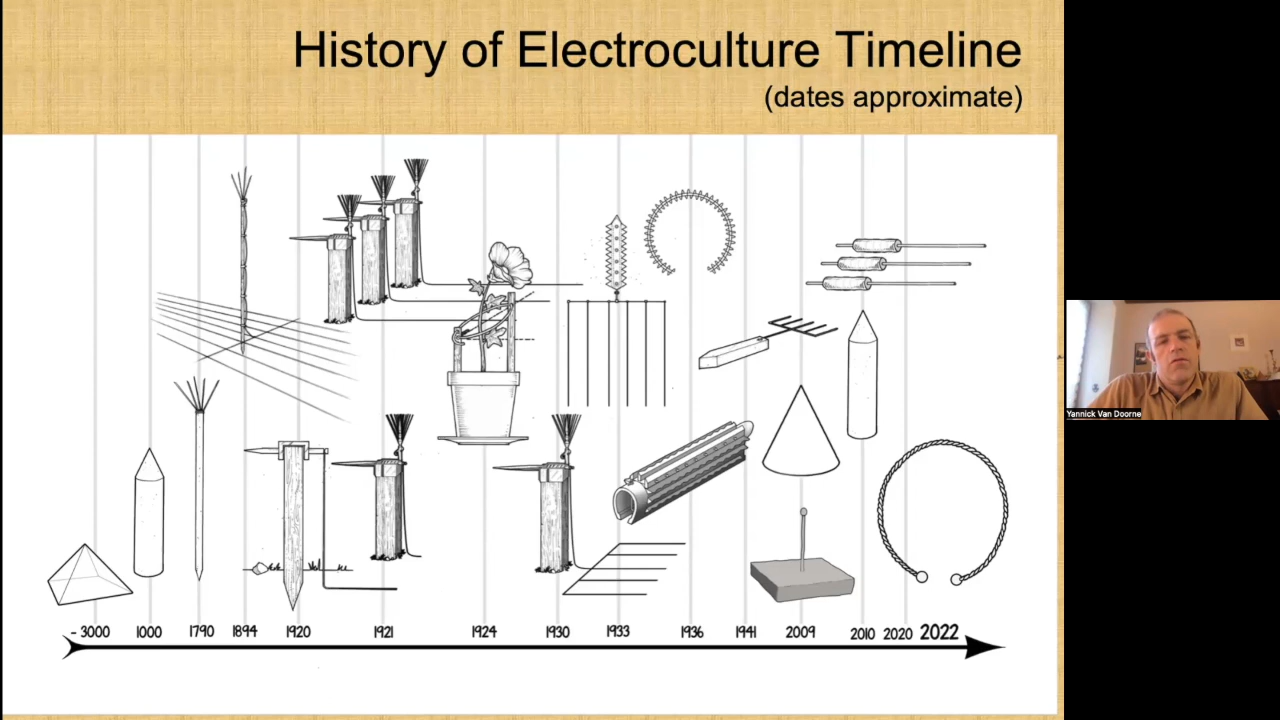 History of Electroculture Timeline
(dates approximate)
- 3000 1000 1790 1894 1920 1921 1924 1930 1933 1936 1941 2009 2010 2020 2022
Yannick Van Doorne